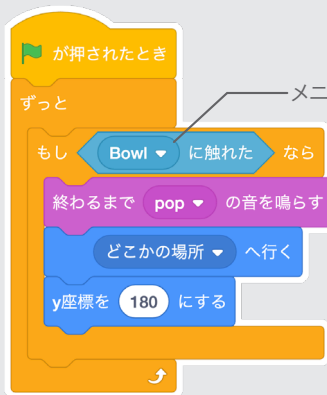 が押されたとき
ずっと
メニ
もし Bowl に触れた なら
終わるまで pop の音を鳴らす
どこかの場所 へ行く
y座標を 180 にする